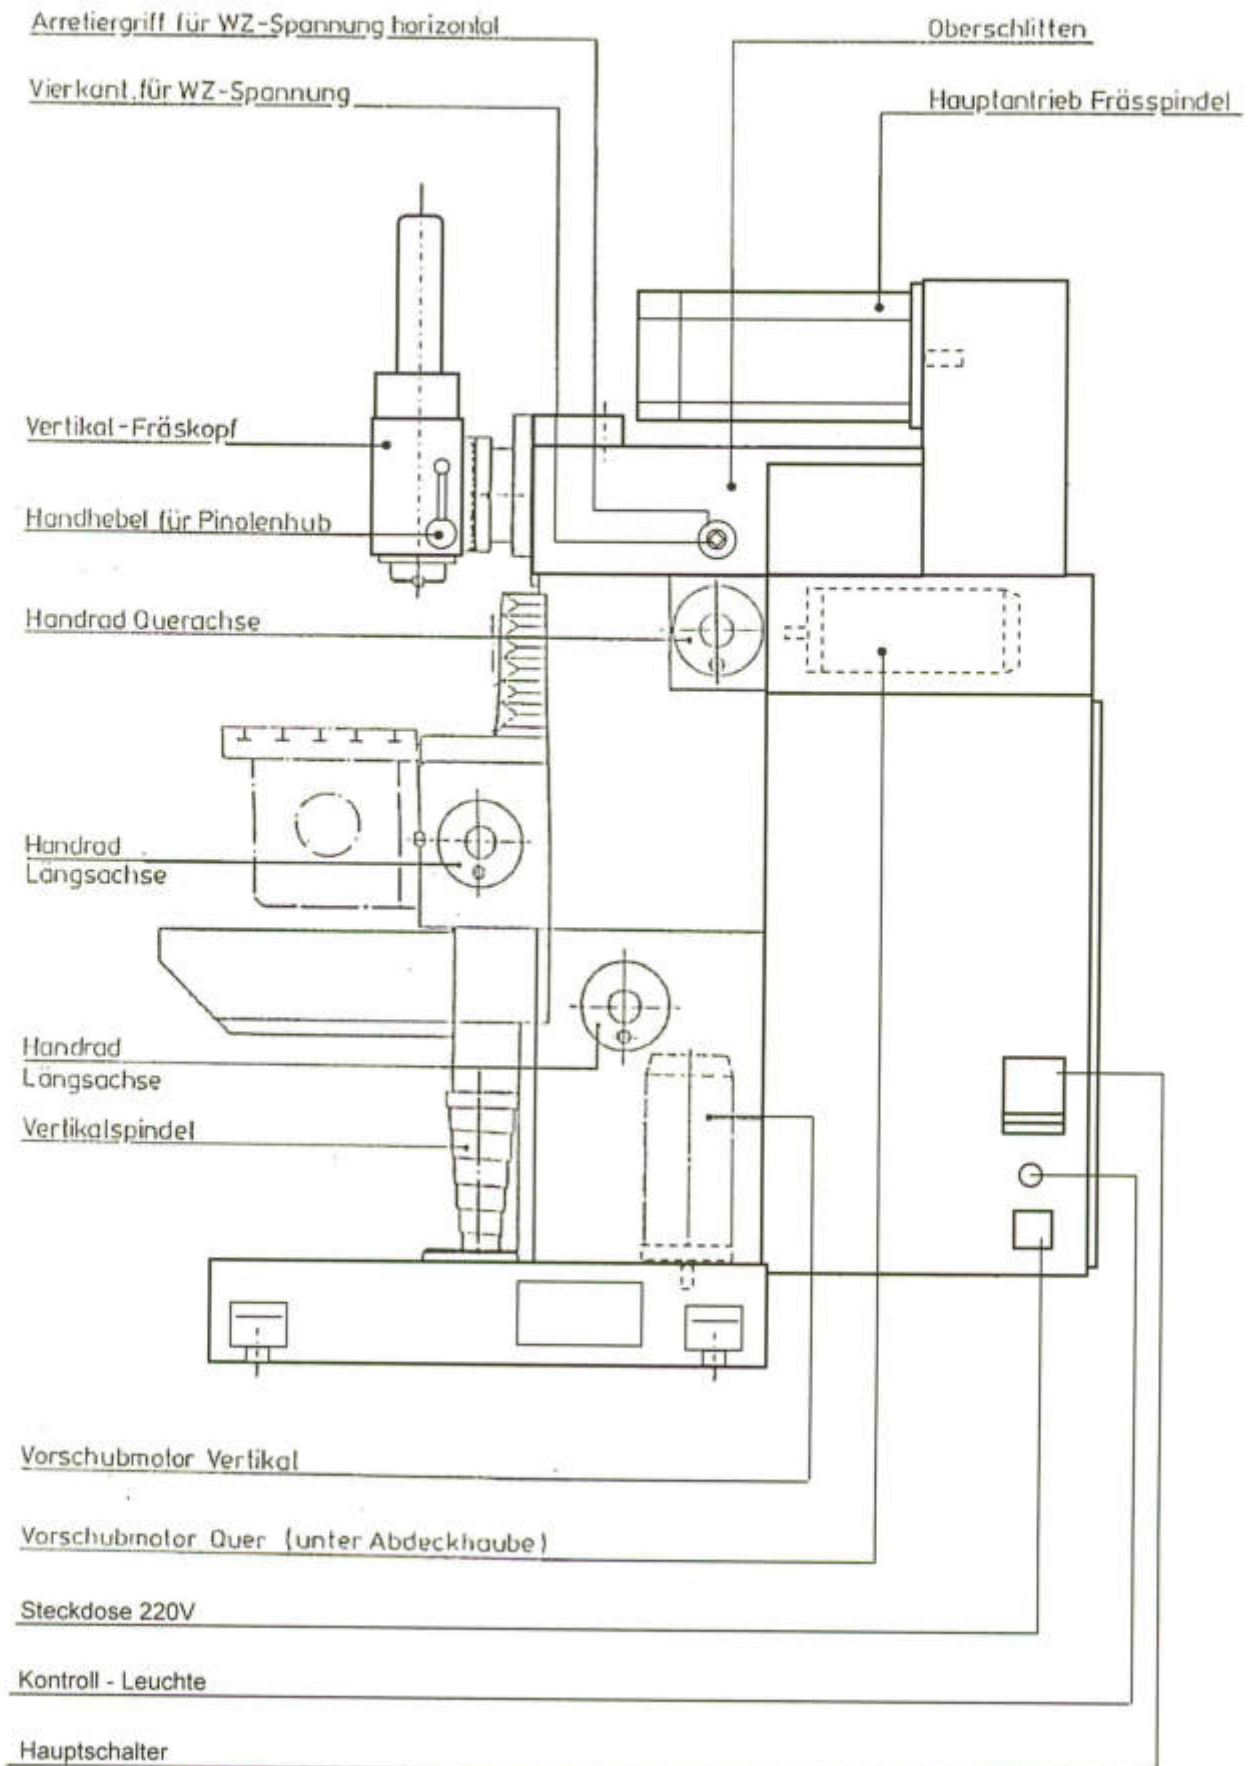 Arretiergriff für WZ-Spannung horizontal
Oberschlitten
Vierkant.für WZ-Spannung
Hauptantrieb Frässpindel
Vertikal-Fräskopf
Handhebel für Pinolenhub
Handrad Querachse
Handrad
Längsachse
Handrad
Längsachse
Vertikalspindel
Vorschubmotor Vertikal
Vorschubmotor Quer (unter Abdeckhaube)
Steckdose 220V
Kontroll - Leuchte
Hauptschalter